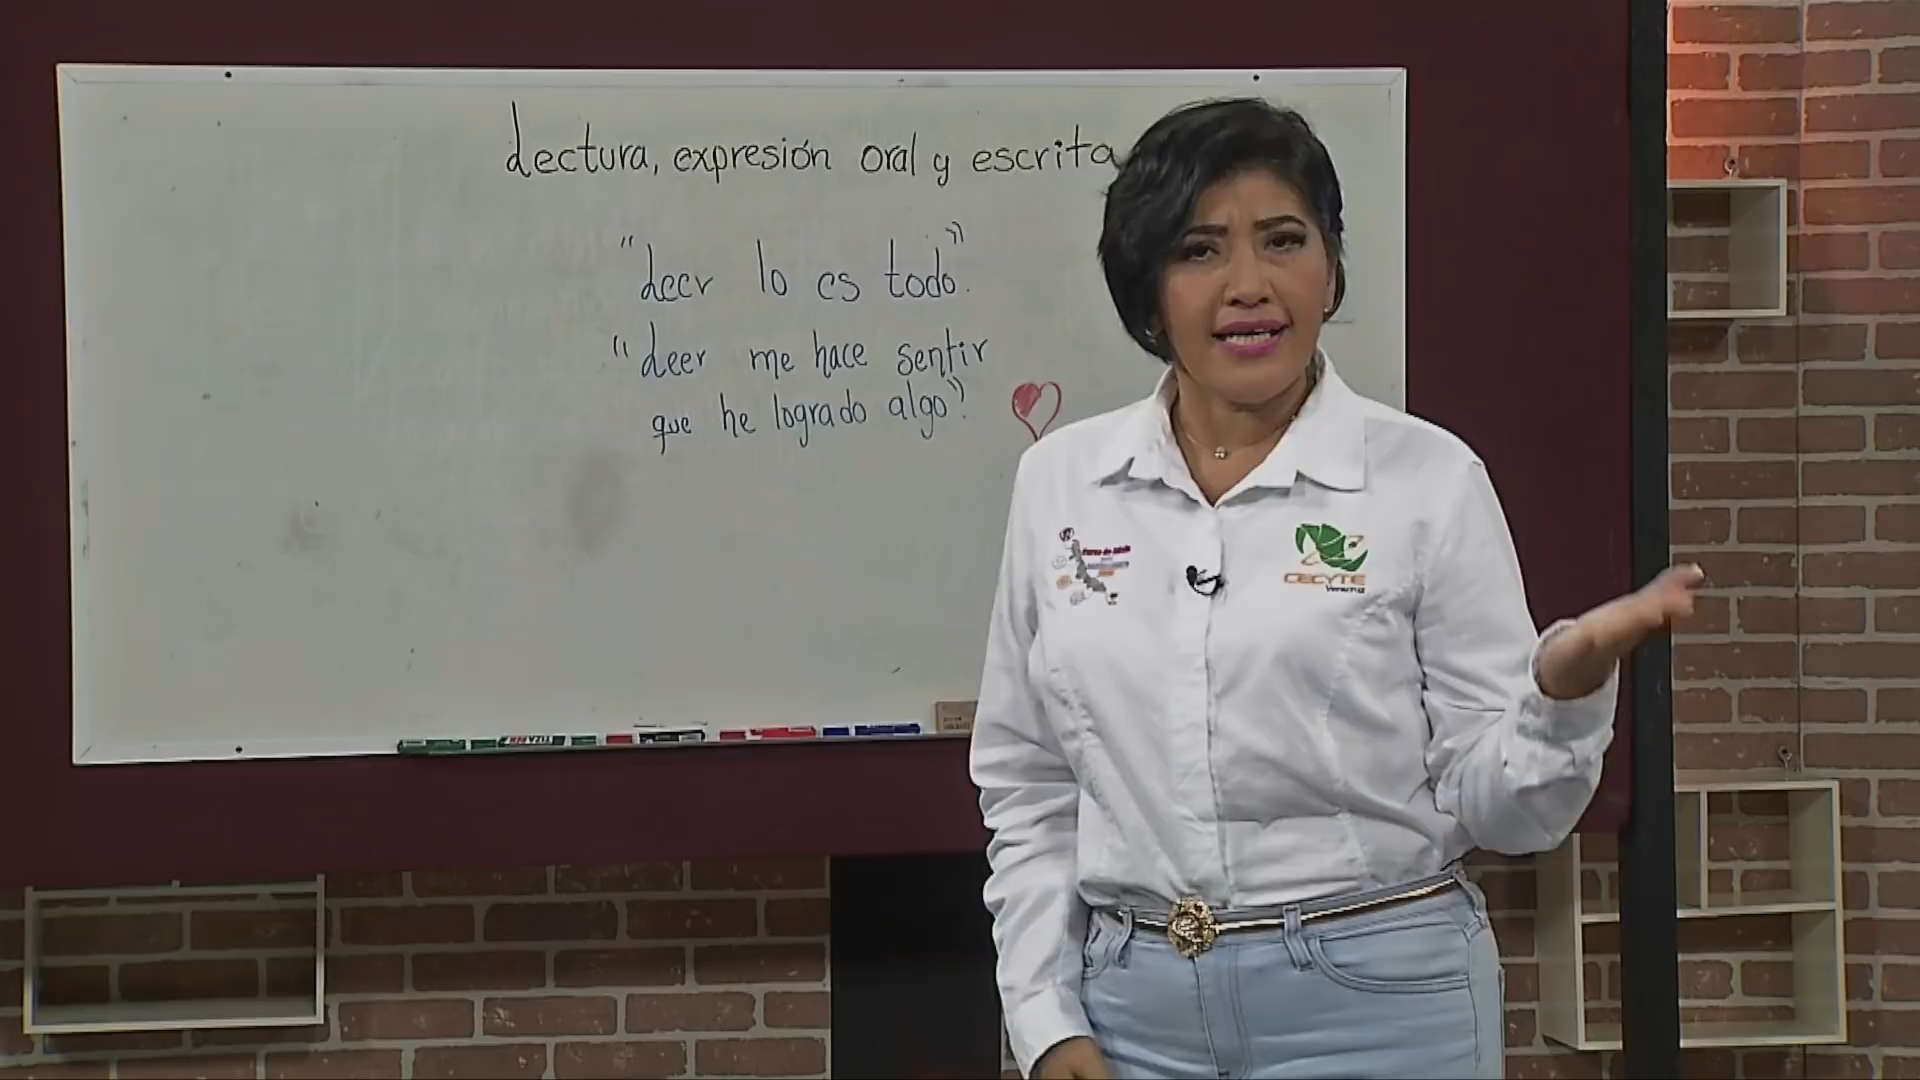 Lectura, expresión oral y escrita
"Leer lo es todo".
"Leer me hace sentir
que he logrado algo".
CECYTE
Veracruz